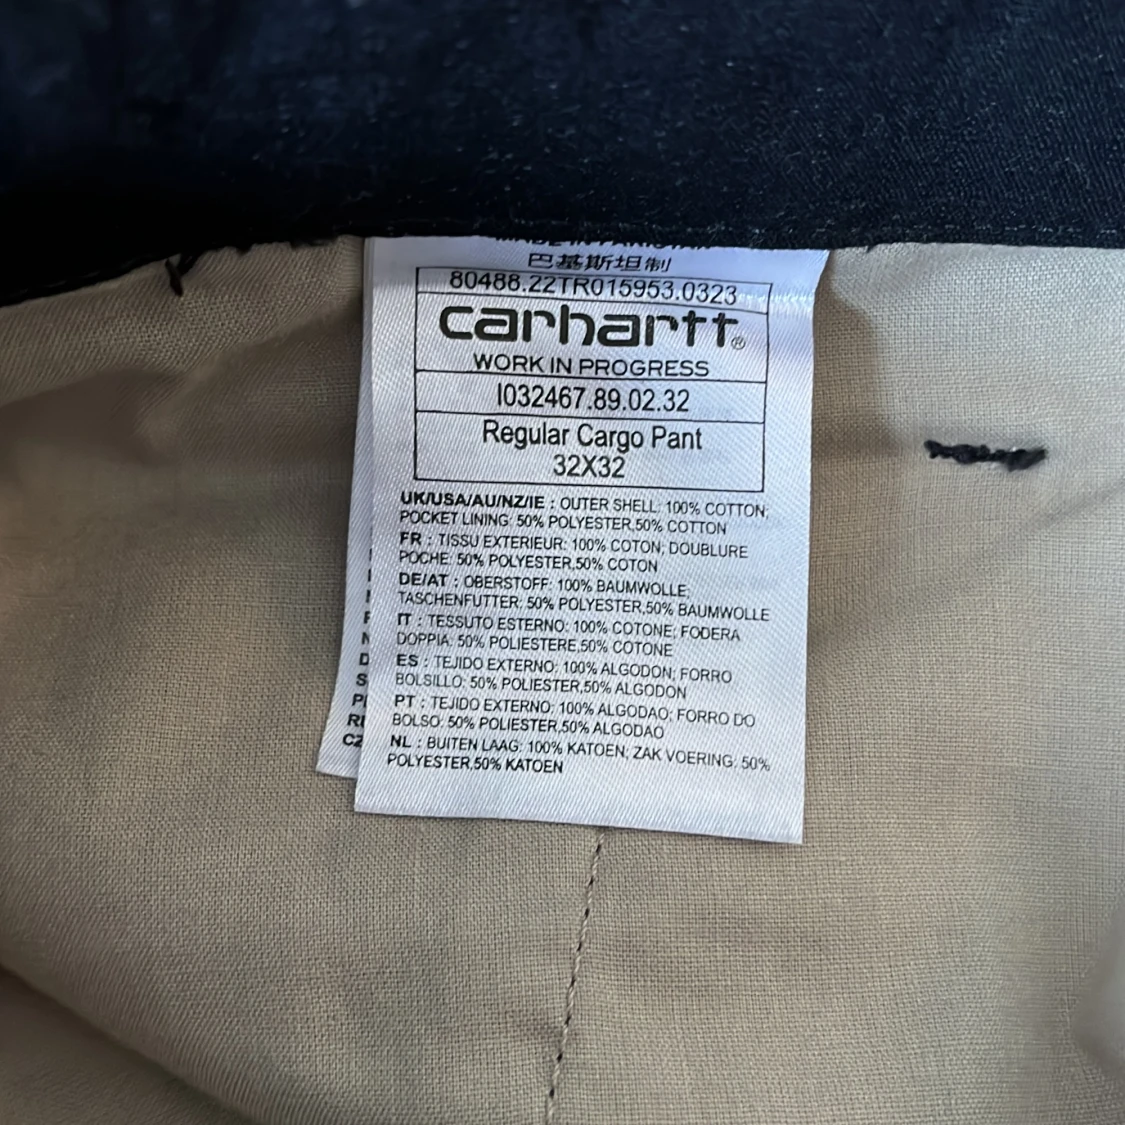 MADE IN PAKISTAN
巴基斯坦制
80488.22TR015953.0323
carhartt®
WORK IN PROGRESS
I032467.89.02.32
Regular Cargo Pant
32X32
UK/USA/AU/NZ/IE : OUTER SHELL: 100% COTTON;
POCKET LINING: 50% POLYESTER,50% COTTON
FR : TISSU EXTERIEUR: 100% COTON; DOUBLURE
POCHE: 50% POLYESTER,50% COTON
DE/AT : OBERSTOFF: 100% BAUMWOLLE;
TASCHENFUTTER: 50% POLYESTER,50% BAUMWOLLE
IT : TESSUTO ESTERNO: 100% COTONE; FODERA
DOPPIA: 50% POLIESTERE,50% COTONE
ES : TEJIDO EXTERNO: 100% ALGODON; FORRO
BOLSILLO: 50% POLIESTER,50% ALGODON
PT : TEJIDO EXTERNO: 100% ALGODAO; FORRO DO
BOLSO: 50% POLIESTER,50% ALGODAO
NL : BUITEN LAAG: 100% KATOEN; ZAK VOERING: 50%
POLYESTER,50% KATOEN
CZ